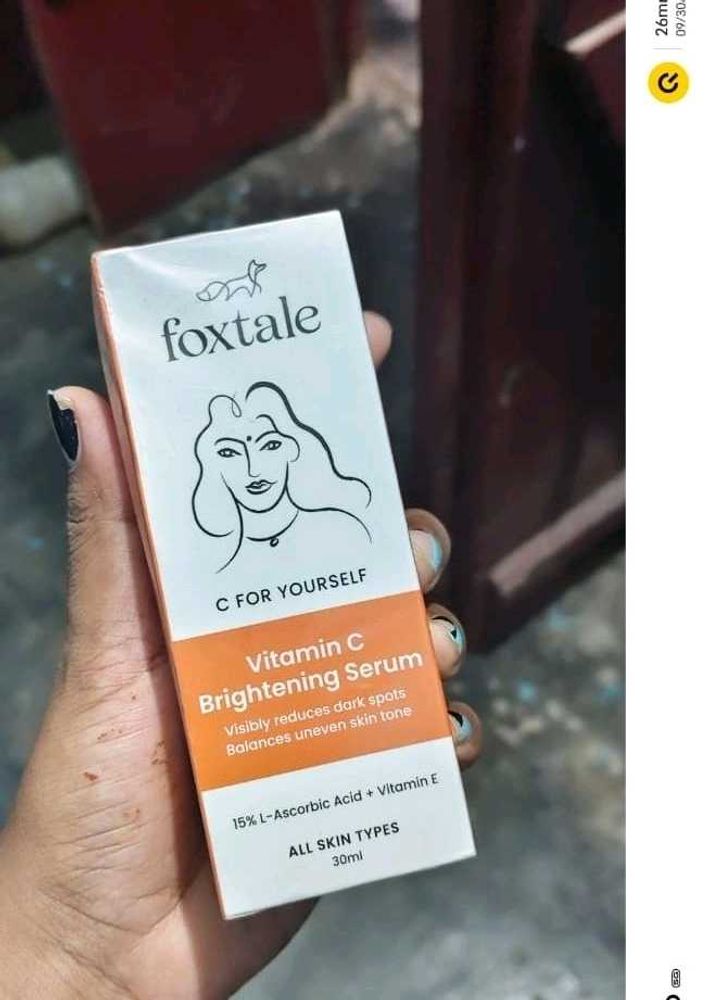 foxtale
C FOR YOURSELF
Vitamin C
Brightening Serum
Visibly reduces dark spots
Balances uneven skin tone
15% L-Ascorbic Acid + Vitamin E
ALL SKIN TYPES
30ml
5G